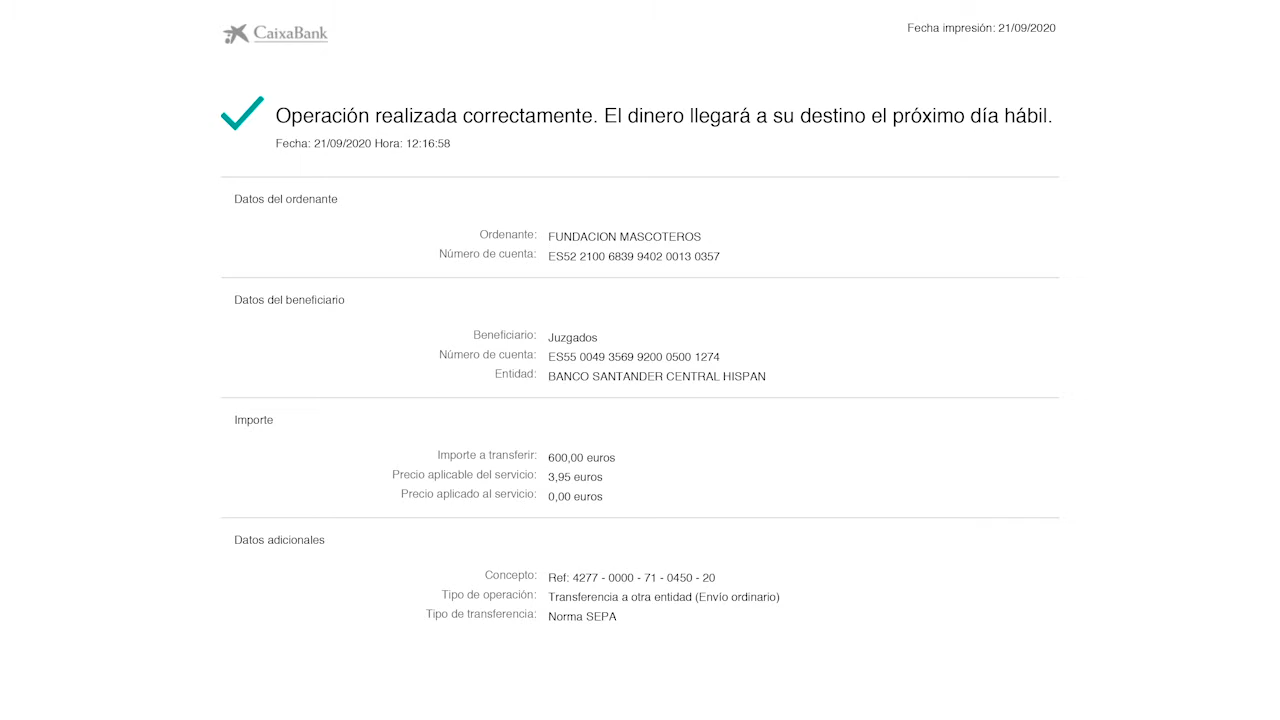 CaixaBank
Fecha impresión: 21/09/2020
Operación realizada correctamente. El dinero llegará a su destino el próximo día hábil.
Fecha: 21/09/2020 Hora: 12:16:58
Datos del ordenante
Ordenante: FUNDACION MASCOTEROS
Número de cuenta: ES52 2100 6839 9402 0013 0357
Datos del beneficiario
Beneficiario: Juzgados
Número de cuenta: ES55 0049 3569 9200 0500 1274
Entidad: BANCO SANTANDER CENTRAL HISPAN
Importe
Importe a transferir: 600,00 euros
Precio aplicable del servicio: 3,95 euros
Precio aplicado al servicio: 0,00 euros
Datos adicionales
Concepto: Ref: 4277 - 0000 - 71 - 0450 - 20
Tipo de operación: Transferencia a otra entidad (Envío ordinario)
Tipo de transferencia: Norma SEPA